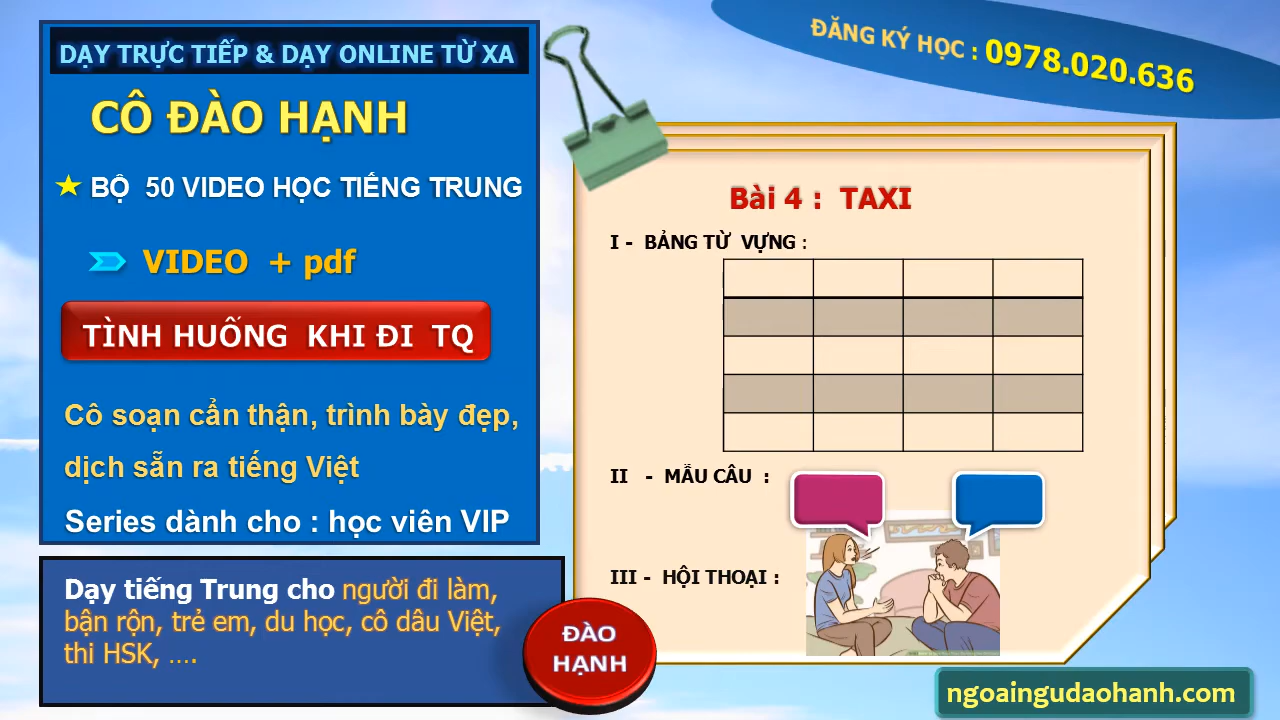 DẠY TRỰC TIẾP & DẠY ONLINE TỪ XA
CÔ ĐÀO HẠNH
★ BỘ 50 VIDEO HỌC TIẾNG TRUNG
VIDEO + pdf
TÌNH HUỐNG KHI ĐI TQ
Cô soạn cẩn thận, trình bày đẹp,
dịch sẵn ra tiếng Việt
Series dành cho : học viên VIP
Dạy tiếng Trung cho người đi làm,
bận rộn, trẻ em, du học, cô dâu Việt,
thi HSK, ….
ĐÀO
HẠNH
ĐĂNG KÝ HỌC : 0978.020.636
Bài 4 : TAXI
I - BẢNG TỪ VỰNG :
II - MẪU CÂU :
III - HỘI THOẠI :
ngoaingudaohanh.com